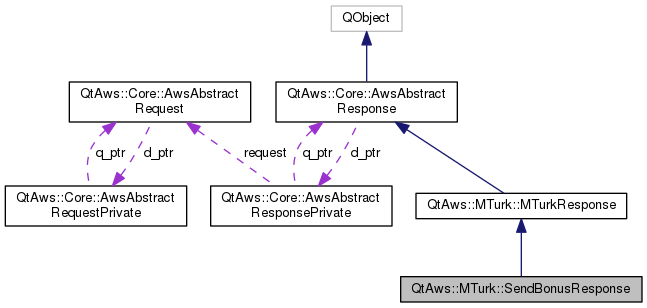 QObject
QtAws::Core::AwsAbstract
Request
QtAws::Core::AwsAbstract
Response
q_ptr
d_ptr
request
q_ptr
d_ptr
QtAws::Core::AwsAbstract
RequestPrivate
QtAws::Core::AwsAbstract
ResponsePrivate
QtAws::MTurk::MTurkResponse
QtAws::MTurk::SendBonusResponse